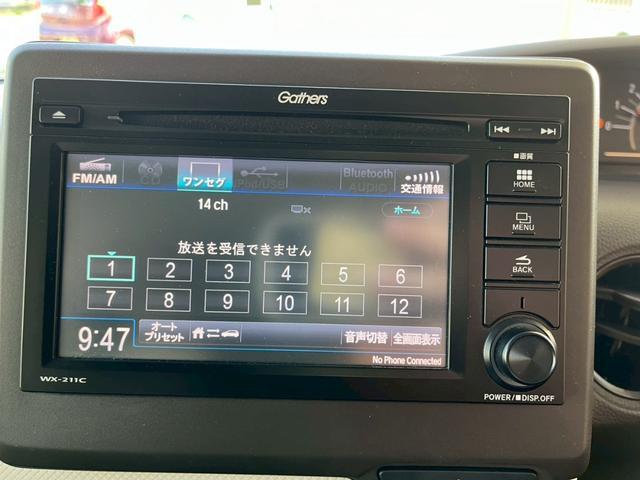 Gathers
■画質
FM/AM CD ワンセグ iPod/USB Bluetooth AUDIO 交通情報
HOME
14 ch ホーム
MENU
放送を受信できません
BACK
1 2 3 4 5 6
7 8 9 10 11 12
9:47 オート プリセット 音声切替 全画面表示
No Phone Connected
WX-211C
POWER/■DISP.OFF